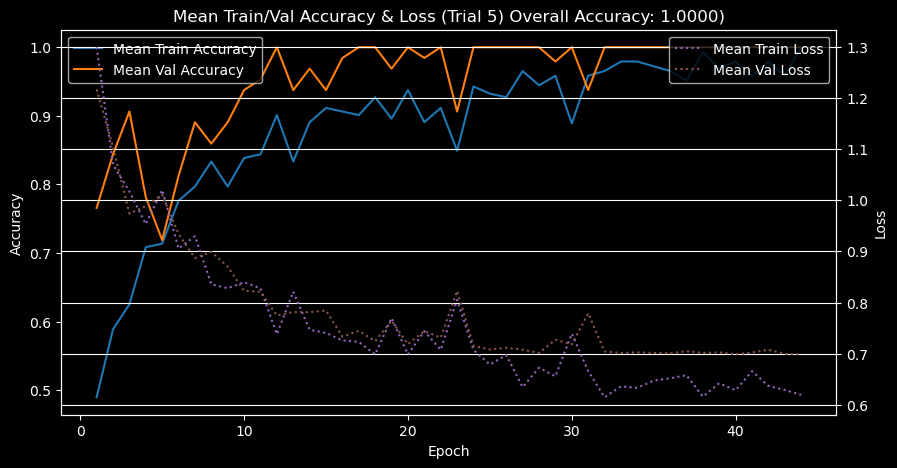 Mean Train/Val Accuracy & Loss (Trial 5) Overall Accuracy: 1.0000)
Mean Train Accuracy
Mean Val Accuracy
Mean Train Loss
Mean Val Loss
1.0
0.9
0.8
0.7
0.6
0.5
Accuracy
1.3
1.2
1.1
1.0
0.9
0.8
0.7
0.6
Loss
0 10 20 30 40
Epoch